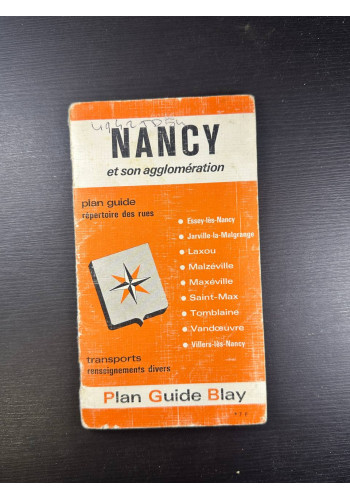 NANCY
et son agglomération
plan guide
répertoire des rues
Essey-lès-Nancy
Jarville-la-Malgrange
Laxou
Malzéville
Maxéville
Saint-Max
Tomblaine
Vandœuvre
Villers-lès-Nancy
transports
renseignements divers
Plan Guide Blay